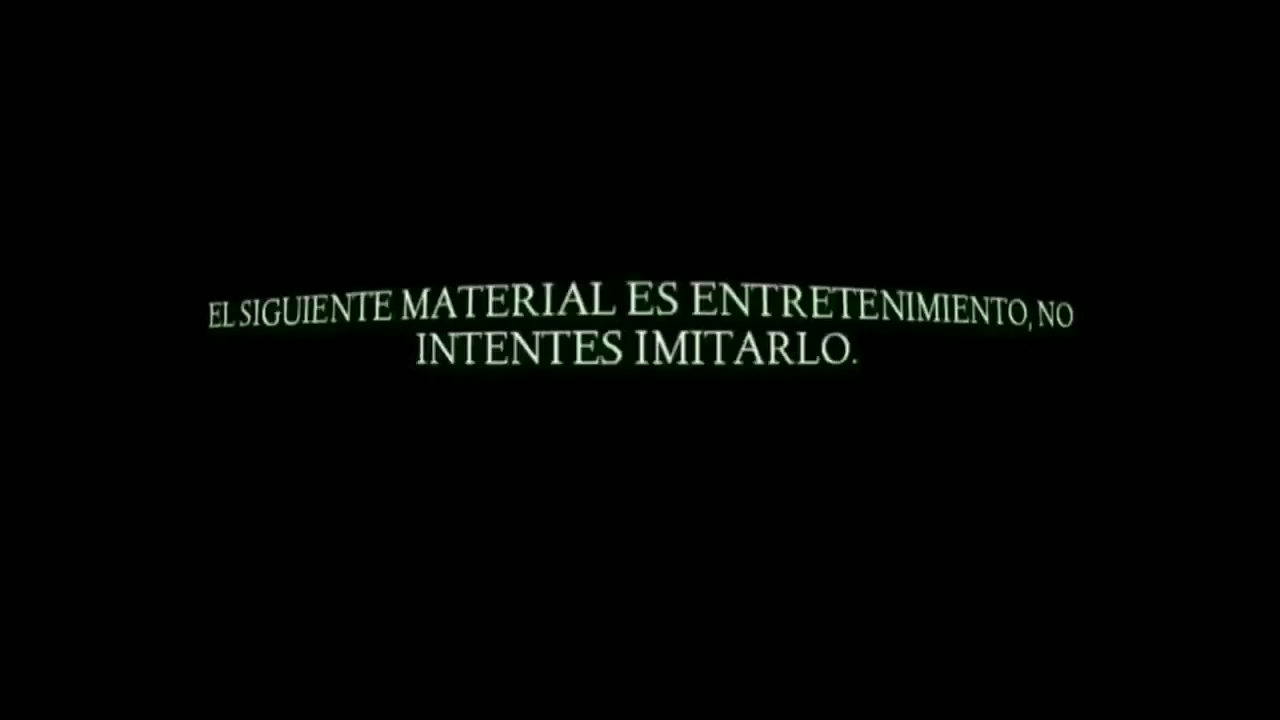 EL SIGUIENTE MATERIAL ES ENTRETENIMIENTO, NO
INTENTES IMITARLO.